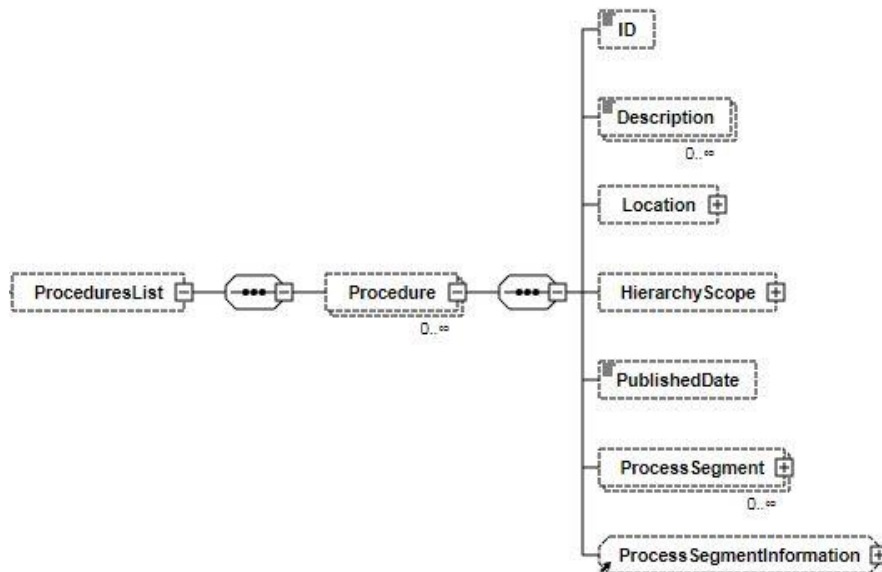 ID
Description
0..∞
Location
ProceduresList
Procedure
HierarchyScope
0..∞
PublishedDate
ProcessSegment
0..∞
ProcessSegmentInformation